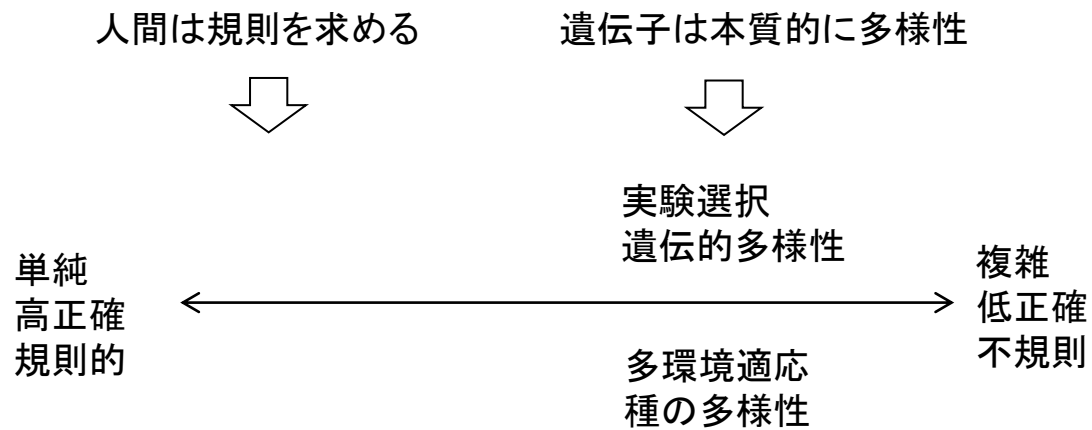 人間は規則を求める
遺伝子は本質的に多様性
実験選択
遺伝的多様性
単純
高正確
規則的
複雑
低正確
不規則
多環境適応
種の多様性